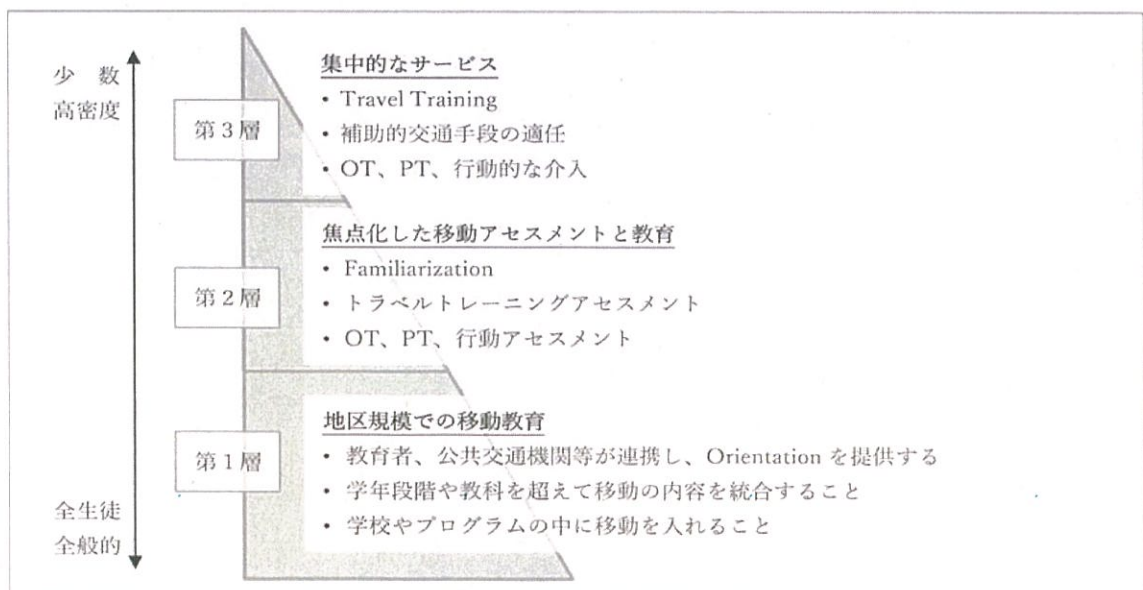 少 数
高密度
第3層
集中的なサービス
• Travel Training
• 補助的交通手段の適任
• OT、PT、行動的な介入
第2層
焦点化した移動アセスメントと教育
• Familiarization
• トラベルトレーニングアセスメント
• OT、PT、行動アセスメント
第1層
地区規模での移動教育
• 教育者、公共交通機関等が連携し、Orientation を提供する
• 学年段階や教科を超えて移動の内容を統合すること
• 学校やプログラムの中に移動を入れること
全生徒
全般的